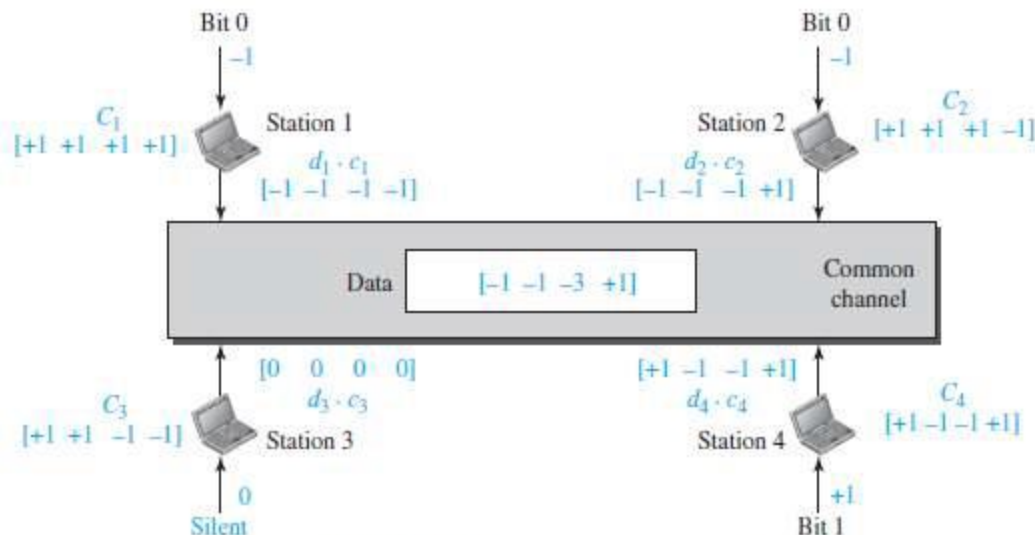 Bit 0
Bit 0
–1
–1
C1
Station 1
Station 2
C2
[+1 +1 +1 +1]
[+1 +1 +1 –1]
d1 · c1
d2 · c2
[–1 –1 –1 –1]
[–1 –1 –1 +1]
Data
[–1 –1 –3 +1]
Common
channel
[0 0 0 0]
[+1 –1 –1 +1]
C3
d3 · c3
d4 · c4
C4
[+1 +1 –1 –1]
Station 3
Station 4
[+1 –1 –1 +1]
0
+1
Silent
Bit 1